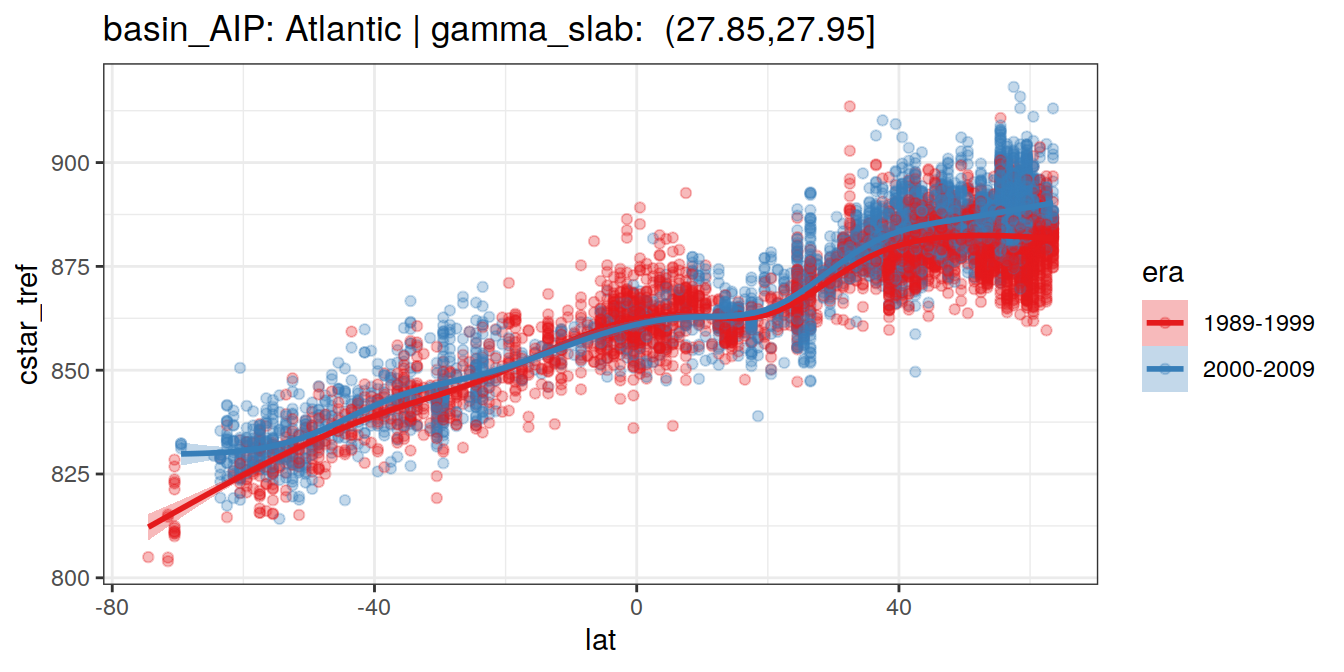 basin_AIP: Atlantic | gamma_slab:  (27.85,27.95]
cstar_tref
900
875
850
825
800
-80
-40
0
40
lat
era
1989-1999
2000-2009